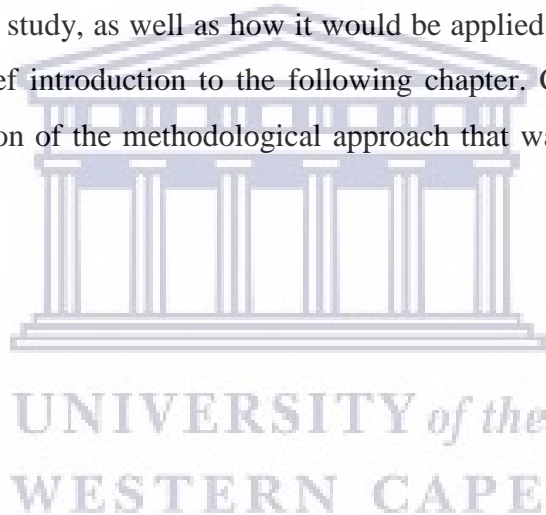 study, as well as how it would be applied
ef introduction to the following chapter.
on of the methodological approach that
UNIVERSITY of the
WESTERN CAPE